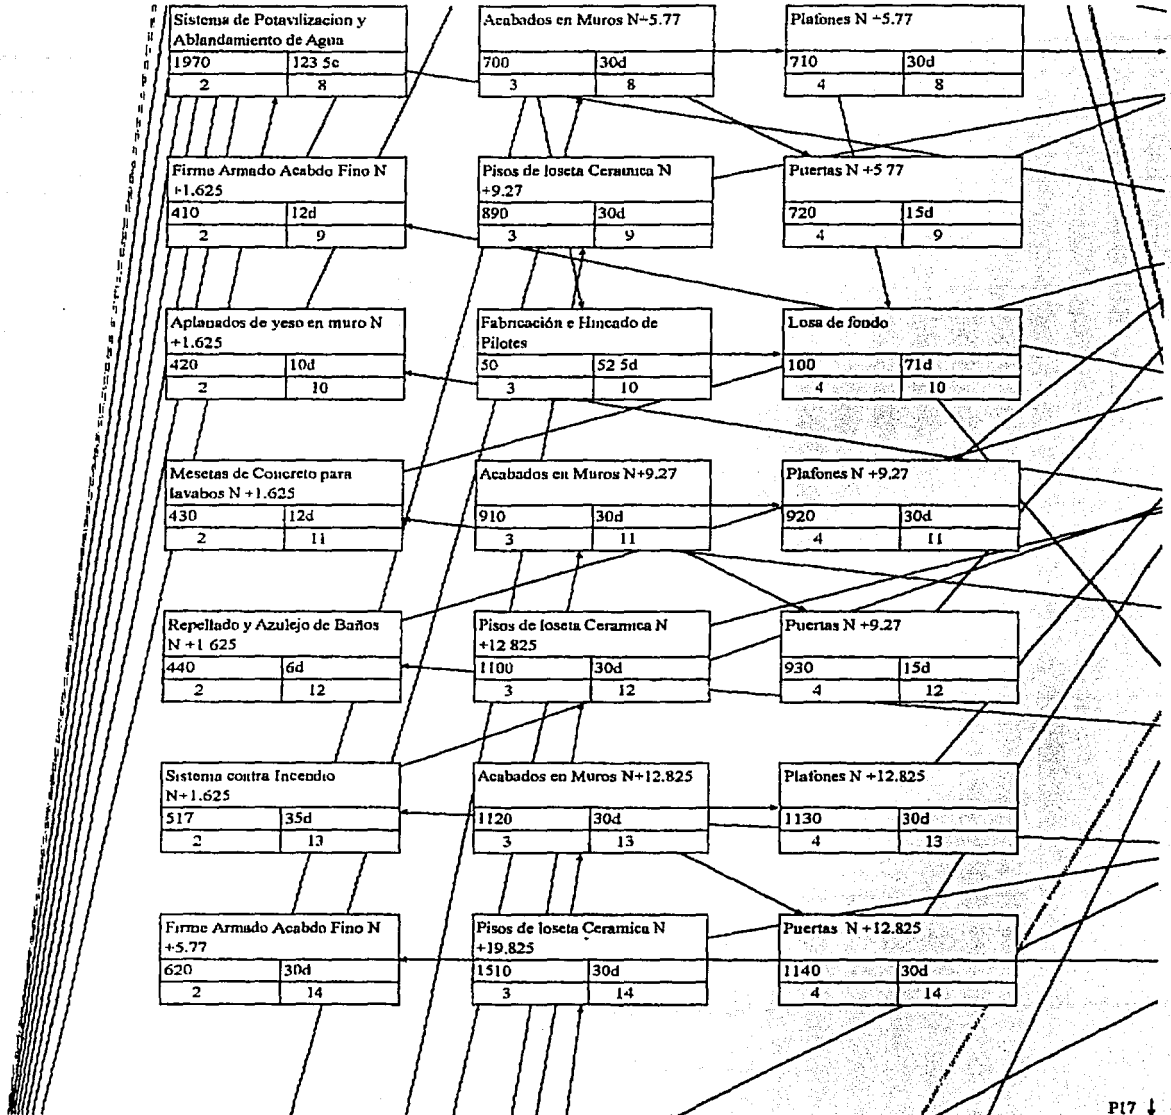 Sistema de Potavilizacion y
Ablandamiento de Agua
1970 123 5c
2 8
Acabados en Muros N+5.77
700 30d
3 8
Plafones N +5.77
710 30d
4 8
Firme Armado Acabdo Fino N
+1.625
410 12d
2 9
Pisos de loseta Ceramica N
+9.27
890 30d
3 9
Puertas N +5 77
720 15d
4 9
Aplanados de yeso en muro N
+1.625
420 10d
2 10
Fabricación e Hincado de
Pilotes
50 52 5d
3 10
Losa de fondo
100 71d
4 10
Mesetas de Concreto para
lavabos N +1.625
430 12d
2 11
Acabados en Muros N+9.27
910 30d
3 11
Plafones N +9.27
920 30d
4 11
Repellado y Azulejo de Baños
N +1 625
440 6d
2 12
Pisos de loseta Ceramica N
+12 825
1100 30d
3 12
Puertas N +9.27
930 15d
4 12
Sistema contra Incendio
N+1.625
517 35d
2 13
Acabados en Muros N+12.825
1120 30d
3 13
Plafones N +12.825
1130 30d
4 13
Firme Armado Acabdo Fino N
+5.77
620 30d
2 14
Pisos de loseta Ceramica N
+19.825
1510 30d
3 14
Puertas N +12.825
1140 30d
4 14
P17